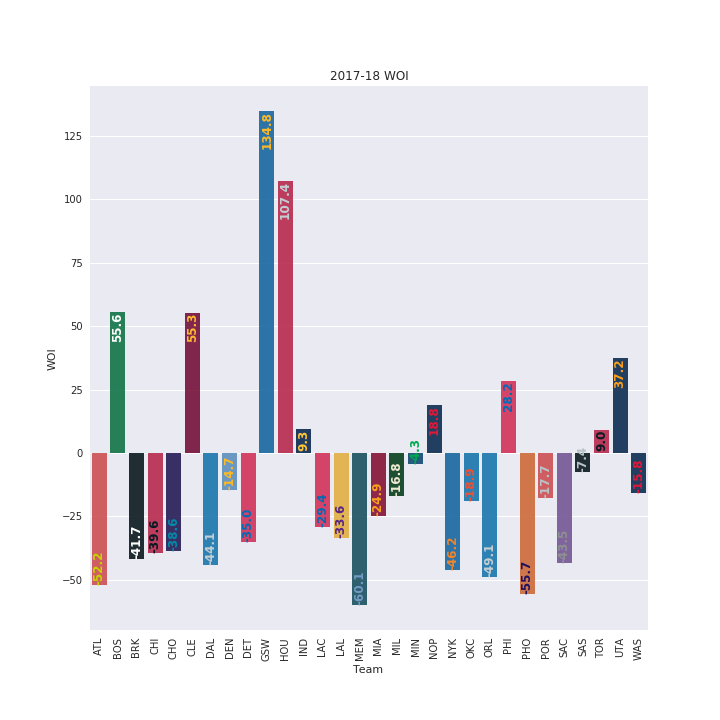 2017-18 WOI
WOI
125
100
75
50
25
0
−25
−50
-52.2
55.6
-41.7
-39.6
-38.6
55.3
-44.1
-14.7
-35.0
134.8
107.4
9.3
-29.4
-33.6
-60.1
-24.9
-16.8
-4.3
18.8
-46.2
-18.9
-49.1
28.2
-55.7
-17.7
-43.5
-7.4
9.0
37.2
-15.8
ATL
BOS
BRK
CHI
CHO
CLE
DAL
DEN
DET
GSW
HOU
IND
LAC
LAL
MEM
MIA
MIL
MIN
NOP
NYK
OKC
ORL
PHI
PHO
POR
SAC
SAS
TOR
UTA
WAS
Team